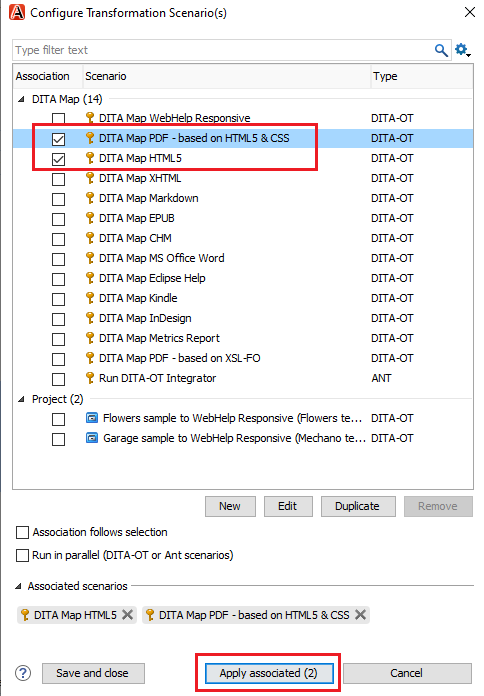 Configure Transformation Scenario(s)
Type filter text
Association Scenario Type
DITA Map (14)
DITA Map WebHelp Responsive DITA-OT
DITA Map PDF - based on HTML5 & CSS DITA-OT
DITA Map HTML5 DITA-OT
DITA Map XHTML DITA-OT
DITA Map Markdown DITA-OT
DITA Map EPUB DITA-OT
DITA Map CHM DITA-OT
DITA Map MS Office Word DITA-OT
DITA Map Eclipse Help DITA-OT
DITA Map Kindle DITA-OT
DITA Map InDesign DITA-OT
DITA Map Metrics Report DITA-OT
DITA Map PDF - based on XSL-FO DITA-OT
Run DITA-OT Integrator ANT
Project (2)
Flowers sample to WebHelp Responsive (Flowers te... DITA-OT
Garage sample to WebHelp Responsive (Mechano te... DITA-OT
New Edit Duplicate Remove
Association follows selection
Run in parallel (DITA-OT or Ant scenarios)
Associated scenarios
DITA Map HTML5 DITA Map PDF - based on HTML5 & CSS
? Save and close Apply associated (2) Cancel